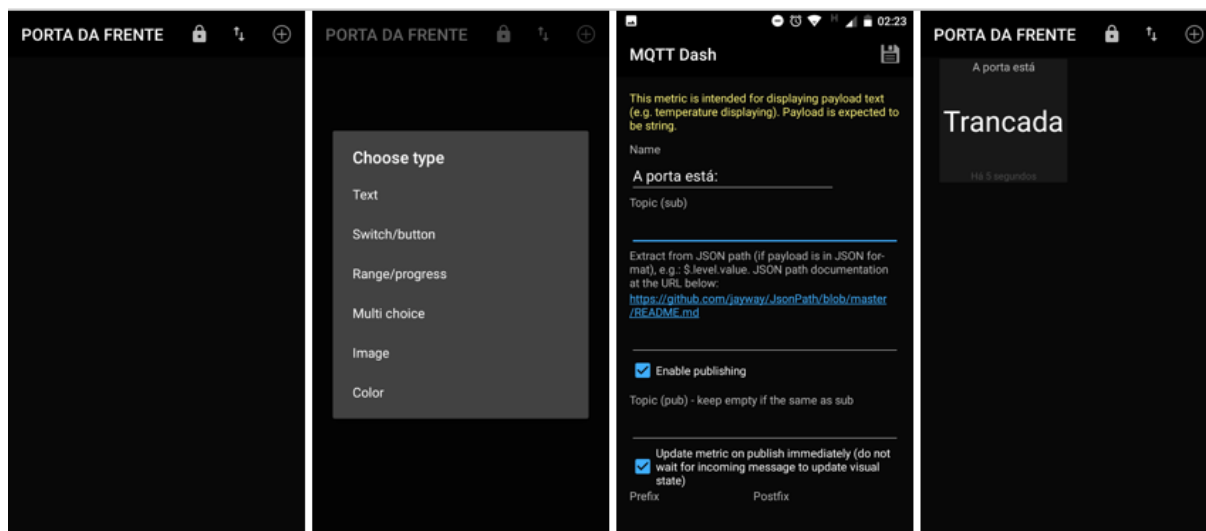 PORTA DA FRENTE
PORTA DA FRENTE
Choose type
Text
Switch/button
Range/progress
Multi choice
Image
Color
H
02:23
MQTT Dash
This metric is intended for displaying payload text
(e.g. temperature displaying). Payload is expected to
be string.
Name
A porta está:
Topic (sub)
Extract from JSON path (if payload is in JSON for-
mat), e.g.: $.level.value. JSON path documentation
at the URL below:
https://github.com/jayway/JsonPath/blob/master
/README.md
Enable publishing
Topic (pub) - keep empty if the same as sub
Update metric on publish immediately (do not
wait for incoming message to update visual
state)
Prefix Postfix
PORTA DA FRENTE
A porta está
Trancada
Há 5 segundos